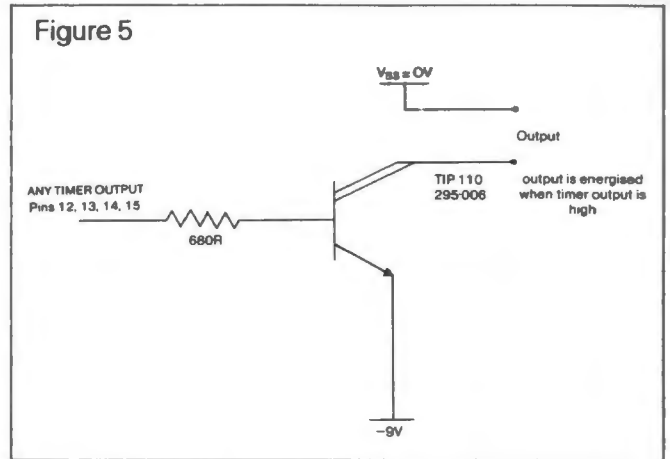 Figure 5
VSS = 0V
Output
ANY TIMER OUTPUT
Pins 12, 13, 14, 15
680R
TIP 110
295-006
output is energised
when timer output is
high
-9V